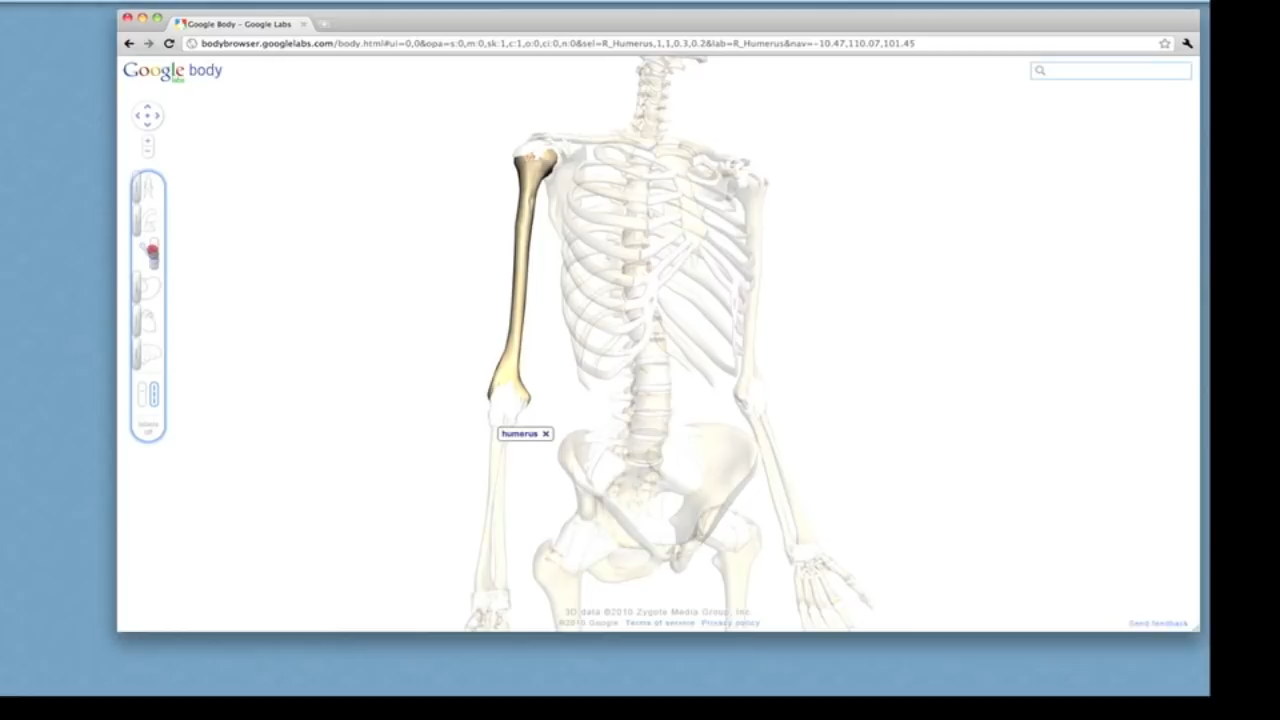 Google Body - Google Labs
bodybrowser.googlelabs.com/body.html#ui=0,0&opa=s:0,m:0,sk:1,c:1,o:0,ci:0,n:0&sel=R_Humerus,1,1,0.3,0.2&lab=R_Humerus&nav=-10.47,110.07,101.45
Google body
labs
humerus ×
labels
off
3D data ©2010 Zygote Media Group, Inc.
©2010 Google Terms of service Privacy policy
Send feedback